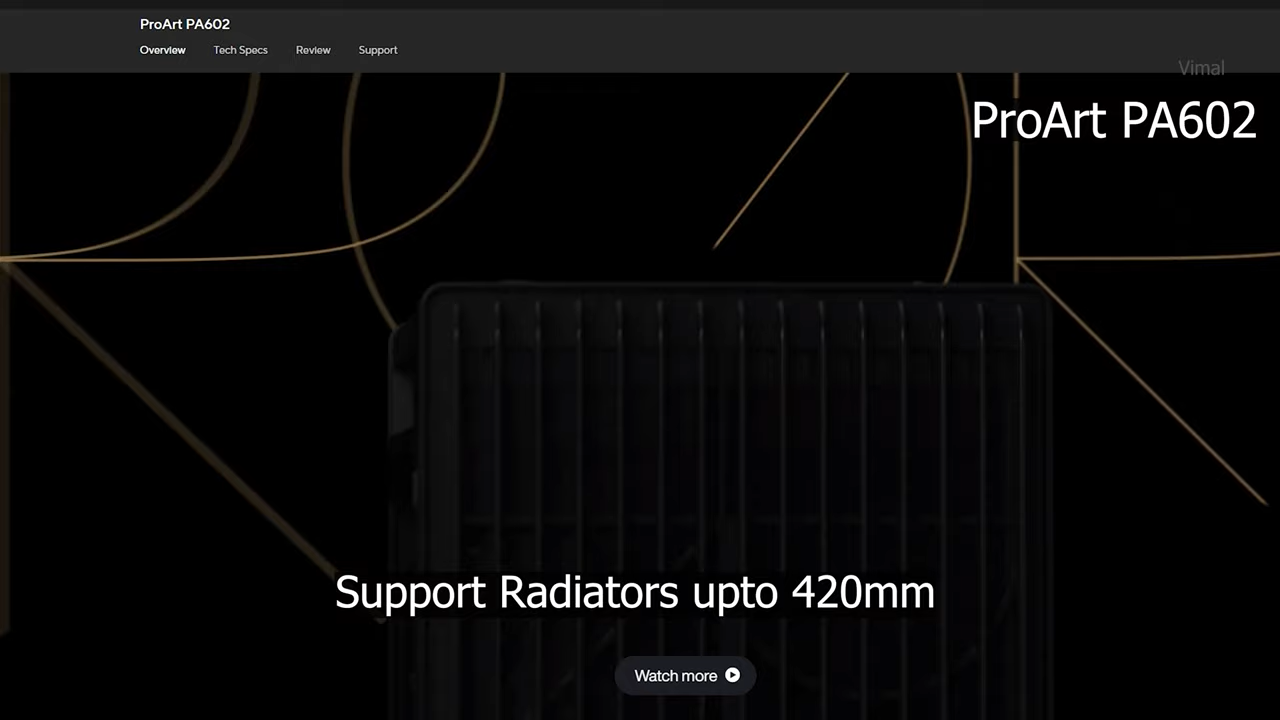 ProArt PA602
Overview Tech Specs Review Support
Vimal
ProArt PA602
Support Radiators upto 420mm
Watch more